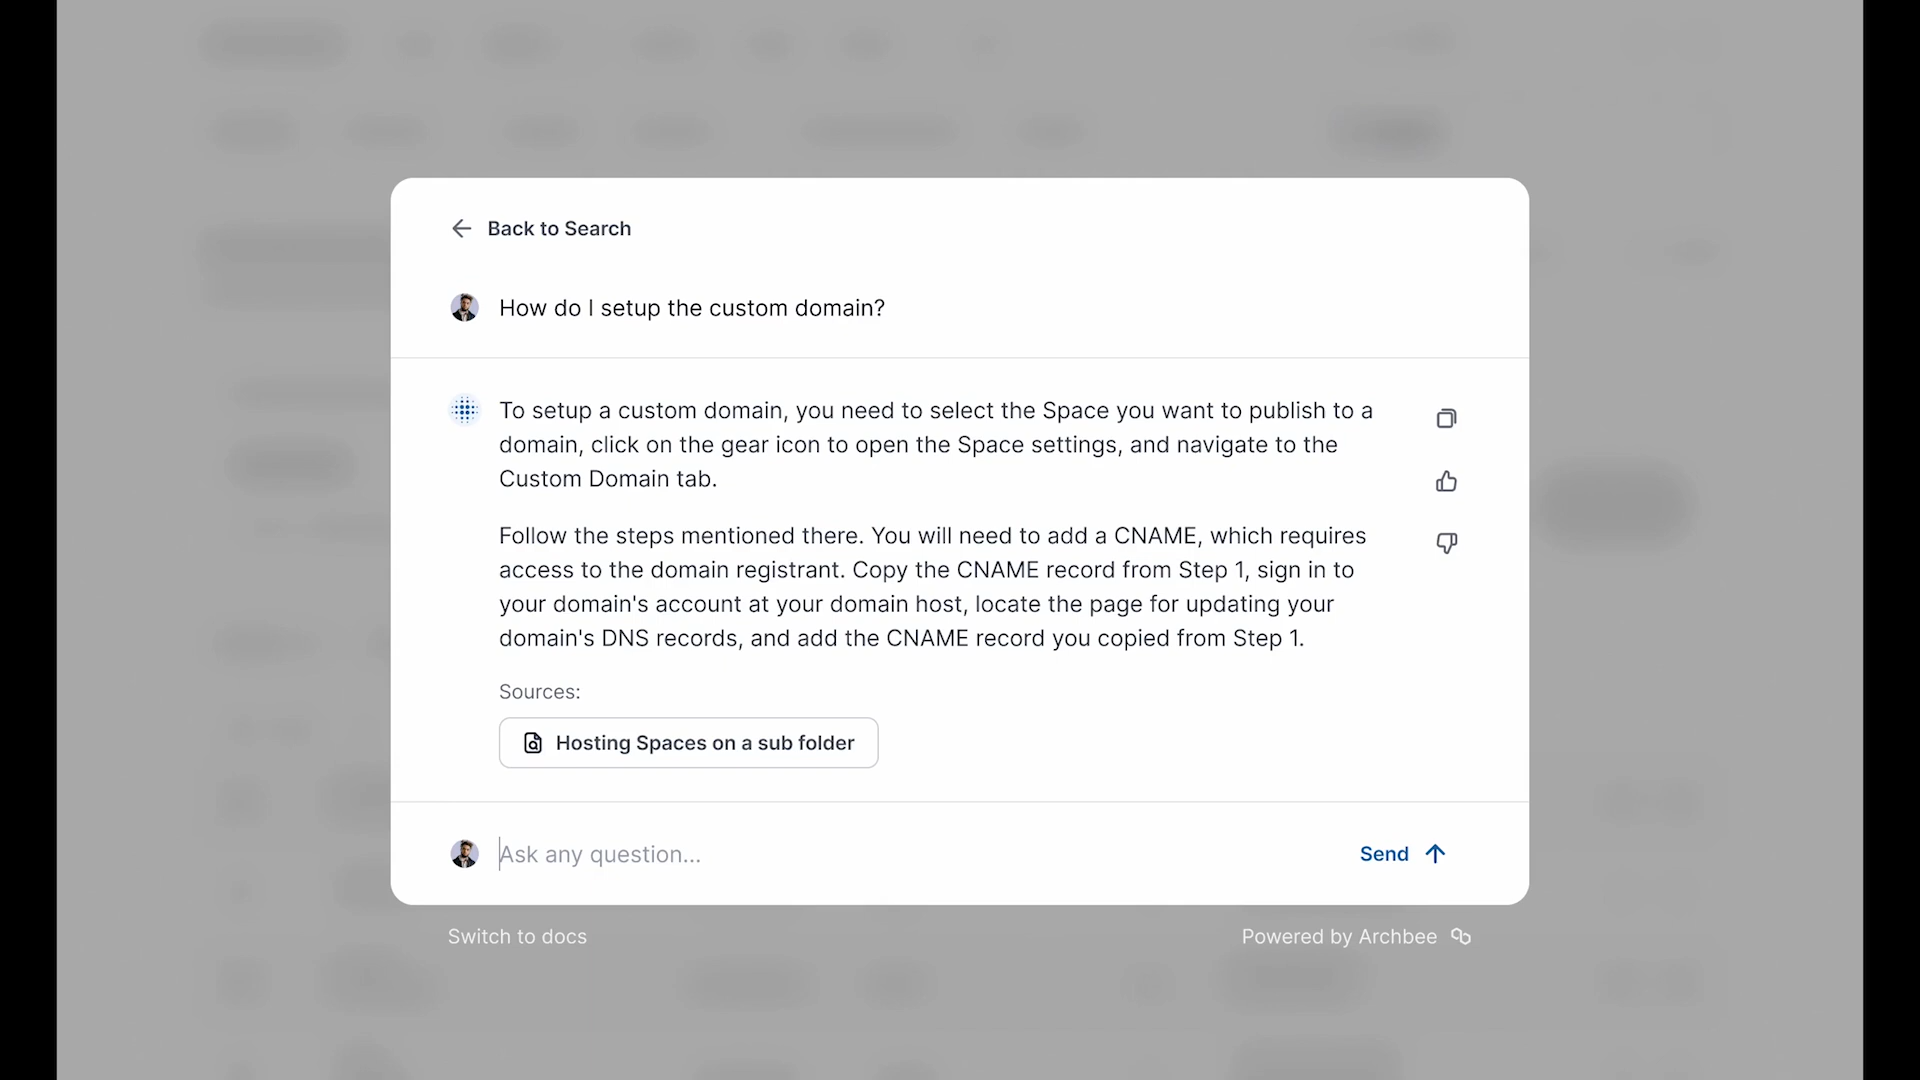 Back to Search
How do I setup the custom domain?
To setup a custom domain, you need to select the Space you want to publish to a
domain, click on the gear icon to open the Space settings, and navigate to the
Custom Domain tab.
Follow the steps mentioned there. You will need to add a CNAME, which requires
access to the domain registrant. Copy the CNAME record from Step 1, sign in to
your domain's account at your domain host, locate the page for updating your
domain's DNS records, and add the CNAME record you copied from Step 1.
Sources:
Hosting Spaces on a sub folder
Ask any question...
Send
Switch to docs
Powered by Archbee